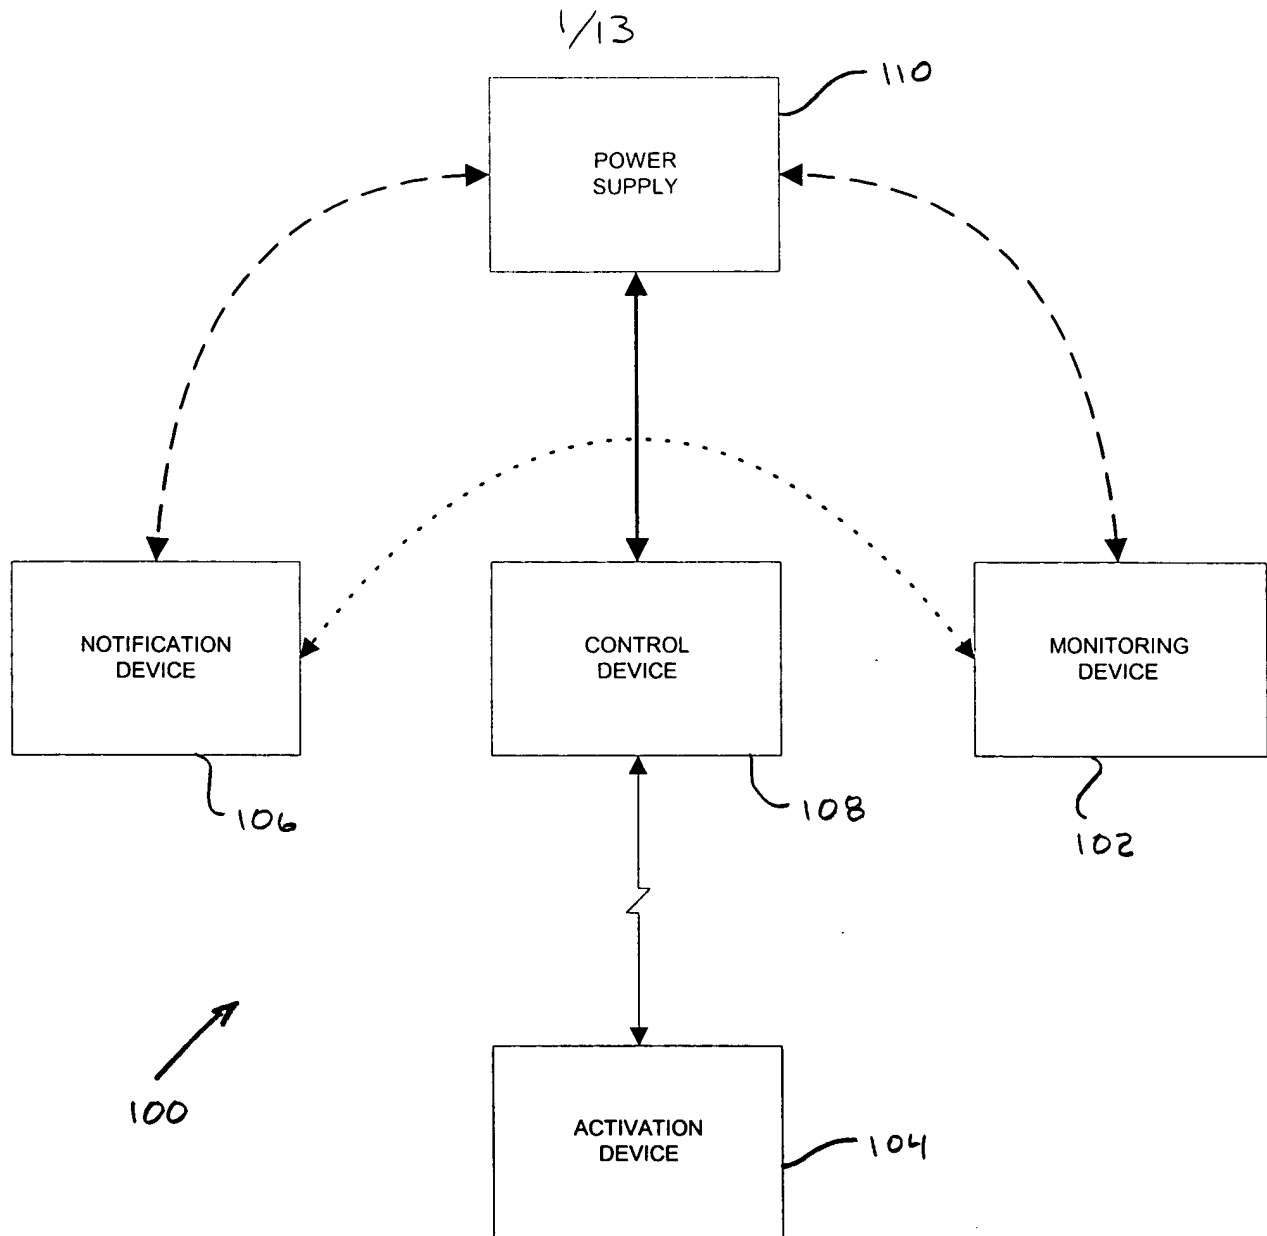 1/13
110
POWER
SUPPLY
NOTIFICATION
DEVICE
CONTROL
DEVICE
MONITORING
DEVICE
106
108
102
100
ACTIVATION
DEVICE
104